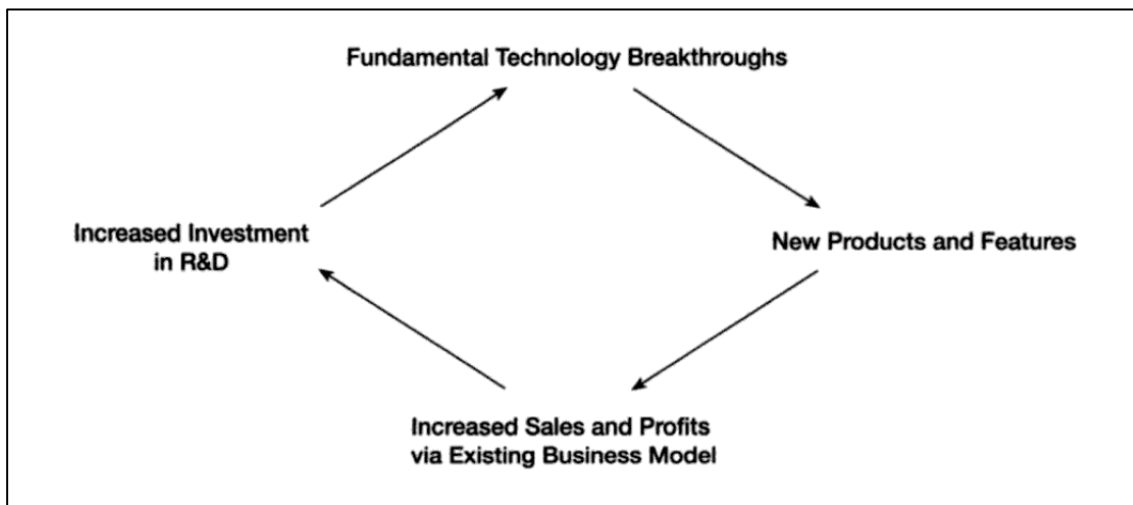 Fundamental Technology Breakthroughs
Increased Investment
in R&D
New Products and Features
Increased Sales and Profits
via Existing Business Model